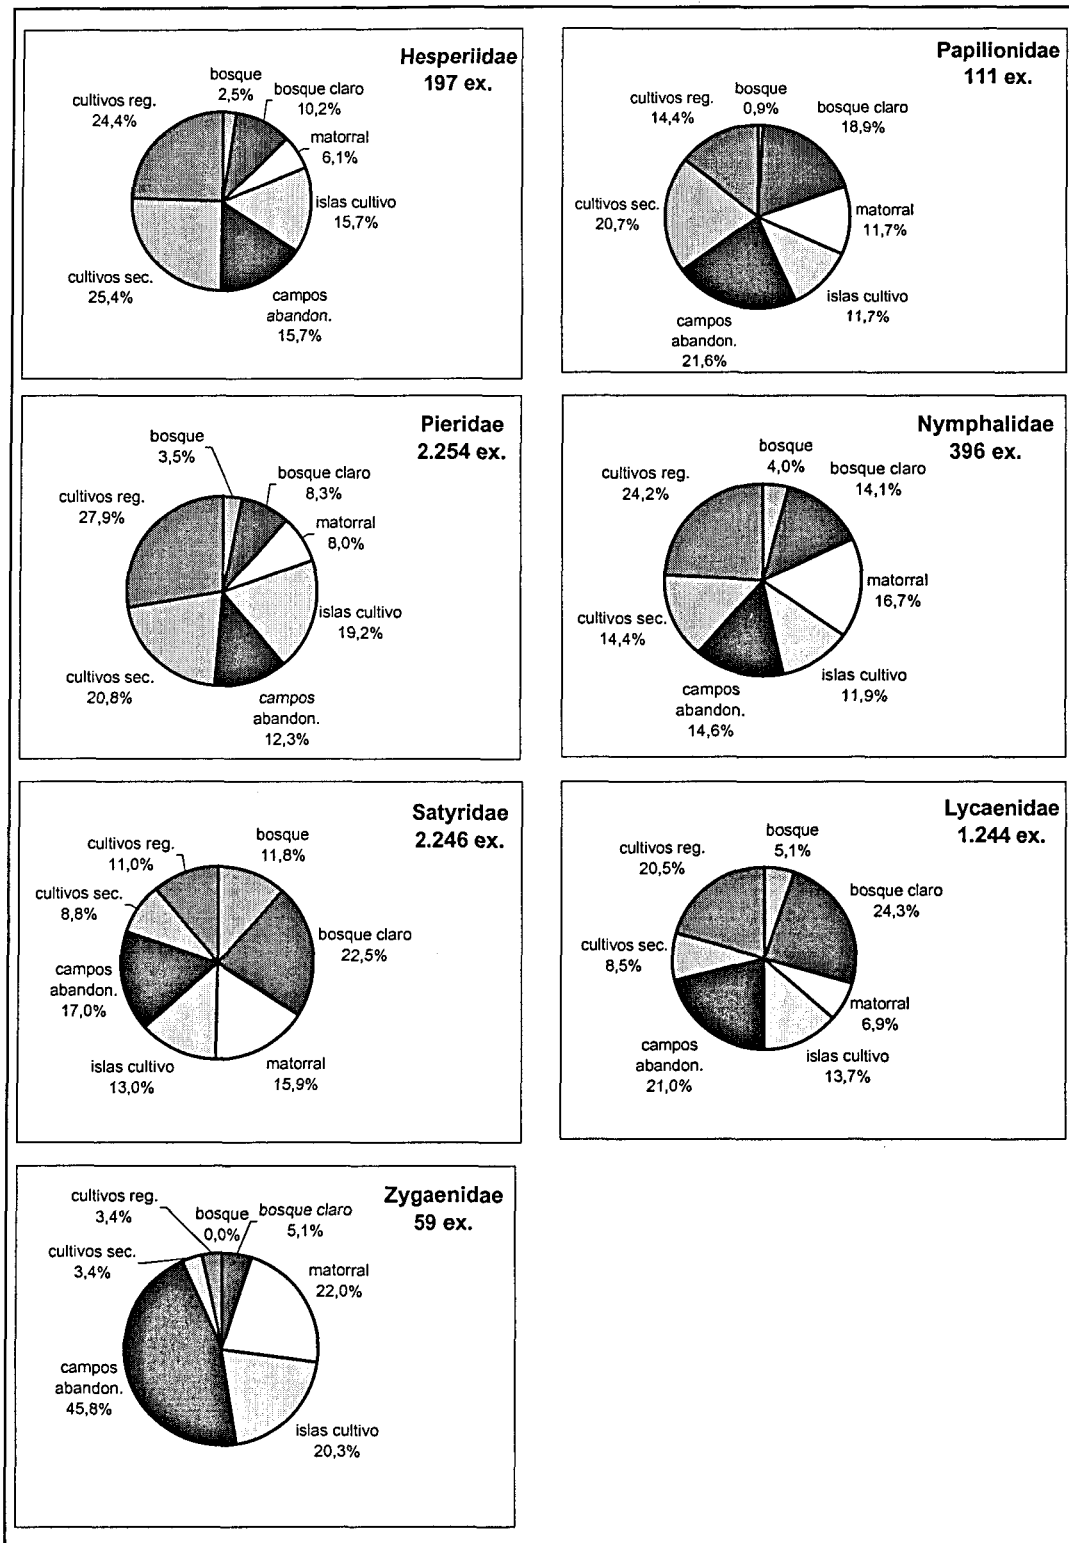 Hesperiidae
197 ex.
bosque
2,5%
bosque claro
10,2%
matorral
6,1%
islas cultivo
15,7%
campos
abandon.
15,7%
cultivos sec.
25,4%
cultivos reg.
24,4%
Papilionidae
111 ex.
bosque
0,9%
bosque claro
18,9%
matorral
11,7%
islas cultivo
11,7%
campos
abandon.
21,6%
cultivos sec.
20,7%
cultivos reg.
14,4%
Pieridae
2.254 ex.
bosque
3,5%
bosque claro
8,3%
matorral
8,0%
islas cultivo
19,2%
campos
abandon.
12,3%
cultivos sec.
20,8%
cultivos reg.
27,9%
Nymphalidae
396 ex.
bosque
4,0%
bosque claro
14,1%
matorral
16,7%
islas cultivo
11,9%
campos
abandon.
14,6%
cultivos sec.
14,4%
cultivos reg.
24,2%
Satyridae
2.246 ex.
bosque
11,8%
bosque claro
22,5%
matorral
15,9%
islas cultivo
13,0%
campos
abandon.
17,0%
cultivos sec.
8,8%
cultivos reg.
11,0%
Lycaenidae
1.244 ex.
bosque
5,1%
bosque claro
24,3%
matorral
6,9%
islas cultivo
13,7%
campos
abandon.
21,0%
cultivos sec.
8,5%
cultivos reg.
20,5%
Zygaenidae
59 ex.
bosque
0,0%
bosque claro
5,1%
matorral
22,0%
islas cultivo
20,3%
campos
abandon.
45,8%
cultivos sec.
3,4%
cultivos reg.
3,4%